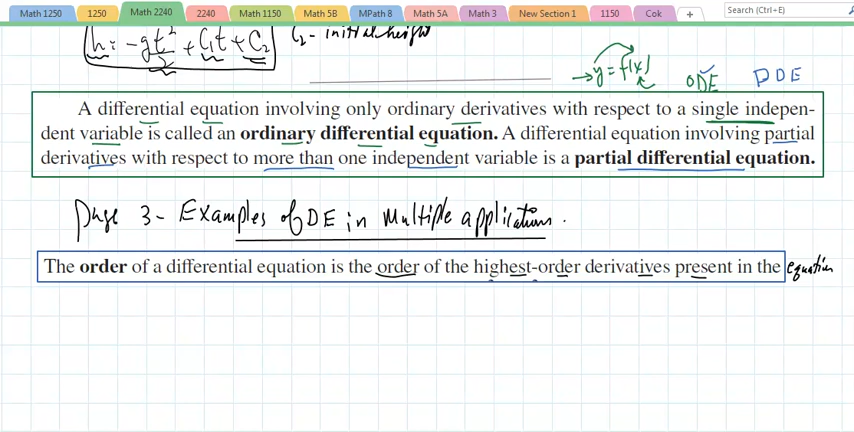 Math 1250 1250 Math 2240 2240 Math1150 Math 5B MPath 8 Math 5A Math 3 New Section 1 1150 Cok + Search (Ctrl+E)
h = -gt²/2 + C₁t + C₂ C₂ - initial height
→ y = f(x) ODE PDE
A differential equation involving only ordinary derivatives with respect to a single indepen-
dent variable is called an ordinary differential equation. A differential equation involving partial
derivatives with respect to more than one independent variable is a partial differential equation.
Page 3 - Examples of DE in Multiple applications.
The order of a differential equation is the order of the highest-order derivatives present in the equation